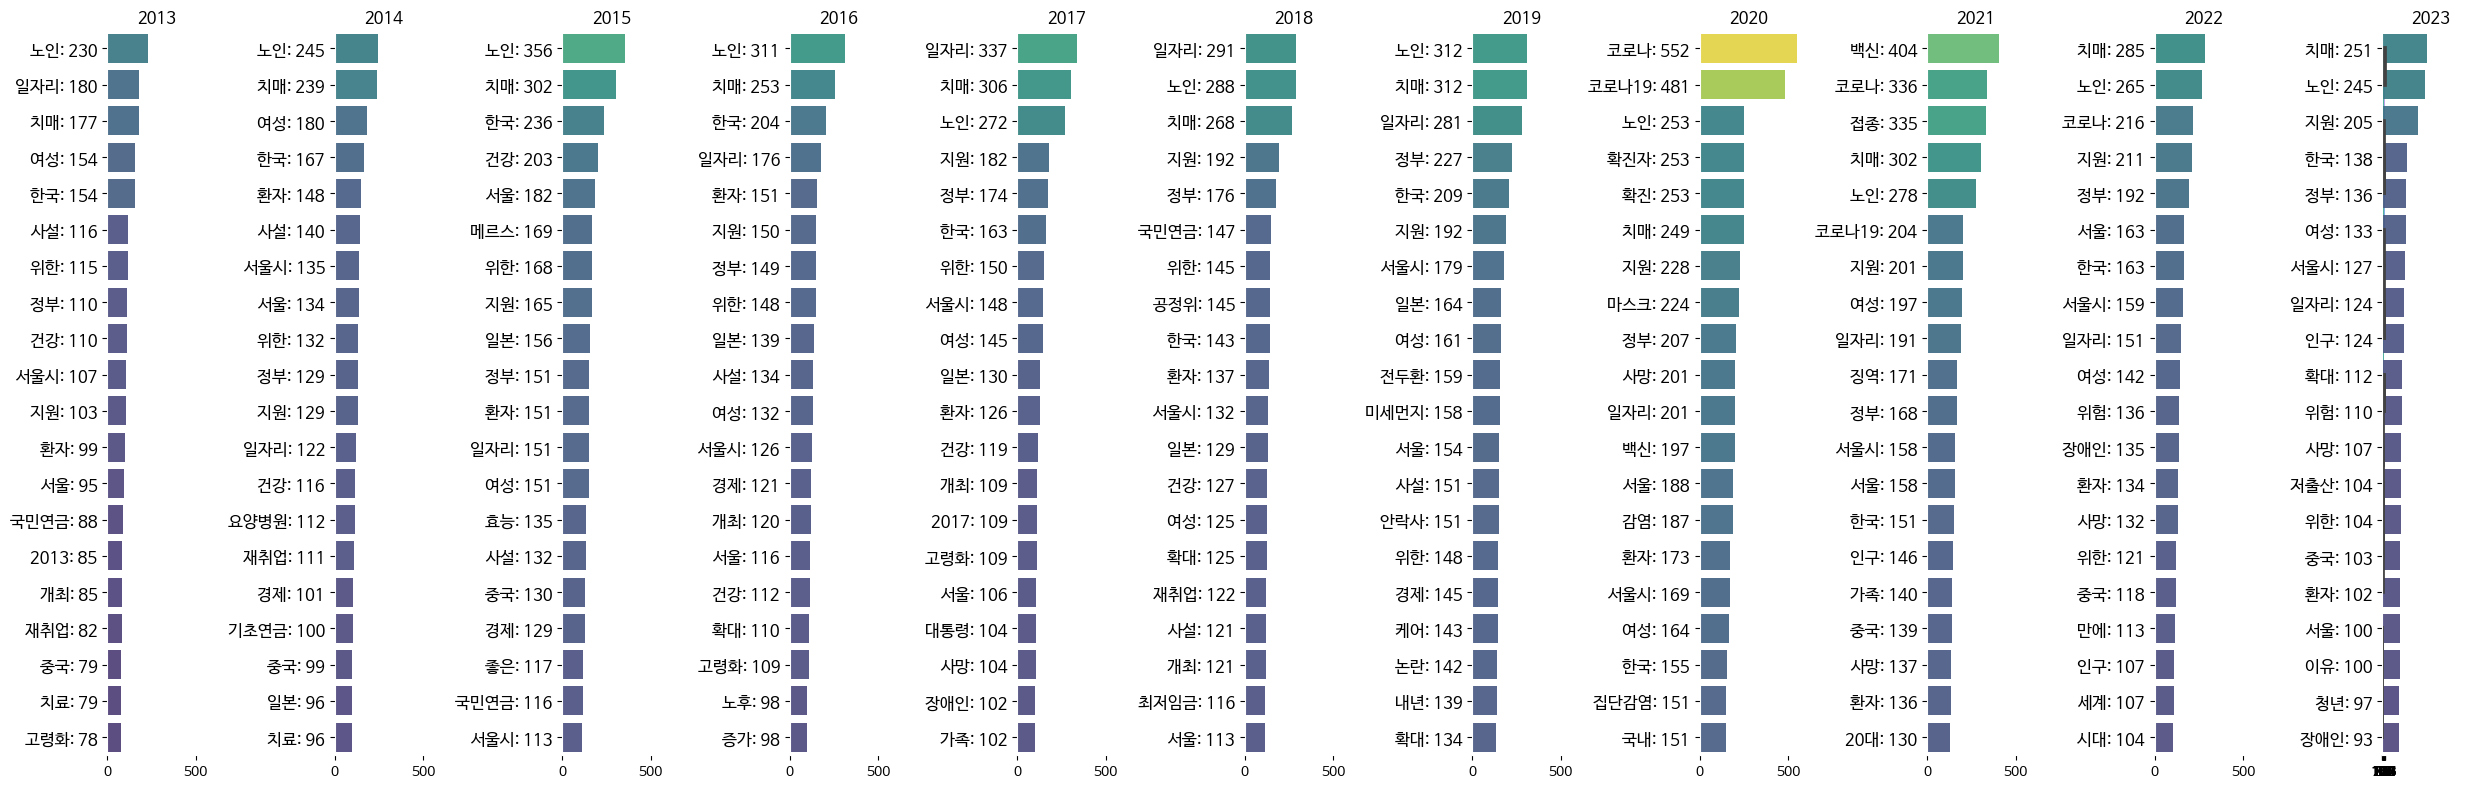 2013
노인: 230
일자리: 180
치매: 177
여성: 154
한국: 154
사설: 116
위한: 115
정부: 110
건강: 110
서울시: 107
지원: 103
환자: 99
서울: 95
국민연금: 88
2013: 85
개최: 85
재취업: 82
중국: 79
치료: 79
고령화: 78
0 500
2014
노인: 245
치매: 239
여성: 180
한국: 167
환자: 148
사설: 140
서울시: 135
서울: 134
위한: 132
정부: 129
지원: 129
일자리: 122
건강: 116
요양병원: 112
재취업: 111
경제: 101
기초연금: 100
중국: 99
일본: 96
치료: 96
0 500
2015
노인: 356
치매: 302
한국: 236
건강: 203
서울: 182
메르스: 169
위한: 168
지원: 165
일본: 156
정부: 151
환자: 151
일자리: 151
여성: 151
효능: 135
사설: 132
중국: 130
경제: 129
좋은: 117
국민연금: 116
서울시: 113
0 500
2016
노인: 311
치매: 253
한국: 204
일자리: 176
환자: 151
지원: 150
정부: 149
위한: 148
일본: 139
사설: 134
여성: 132
서울시: 126
경제: 121
개최: 120
서울: 116
건강: 112
확대: 110
고령화: 109
노후: 98
증가: 98
0 500
2017
일자리: 337
치매: 306
노인: 272
지원: 182
정부: 174
한국: 163
위한: 150
서울시: 148
여성: 145
일본: 130
환자: 126
건강: 119
개최: 109
2017: 109
고령화: 109
서울: 106
대통령: 104
사망: 104
장애인: 102
가족: 102
0 500
2018
일자리: 291
노인: 288
치매: 268
지원: 192
정부: 176
국민연금: 147
위한: 145
공정위: 145
한국: 143
환자: 137
서울시: 132
일본: 129
건강: 127
여성: 125
확대: 125
재취업: 122
사설: 121
개최: 121
최저임금: 116
서울: 113
0 500
2019
노인: 312
치매: 312
일자리: 281
정부: 227
한국: 209
지원: 192
서울시: 179
일본: 164
여성: 161
전두환: 159
미세먼지: 158
서울: 154
사설: 151
안락사: 151
위한: 148
경제: 145
케어: 143
논란: 142
내년: 139
확대: 134
0 500
2020
코로나: 552
코로나19: 481
노인: 253
확진자: 253
확진: 253
치매: 249
지원: 228
마스크: 224
정부: 207
사망: 201
일자리: 201
백신: 197
서울: 188
감염: 187
환자: 173
서울시: 169
여성: 164
한국: 155
집단감염: 151
국내: 151
0 500
2021
백신: 404
코로나: 336
접종: 335
치매: 302
노인: 278
코로나19: 204
지원: 201
여성: 197
일자리: 191
징역: 171
정부: 168
서울시: 158
서울: 158
한국: 151
인구: 146
가족: 140
중국: 139
사망: 137
환자: 136
20대: 130
0 500
2022
치매: 285
노인: 265
코로나: 216
지원: 211
정부: 192
서울: 163
한국: 163
서울시: 159
일자리: 151
여성: 142
위험: 136
장애인: 135
환자: 134
사망: 132
위한: 121
중국: 118
만에: 113
인구: 107
세계: 107
시대: 104
0 500
2023
치매: 251
노인: 245
지원: 205
한국: 138
정부: 136
여성: 133
서울시: 127
일자리: 124
인구: 124
확대: 112
위험: 110
사망: 107
저출산: 104
위한: 104
중국: 103
환자: 102
서울: 100
이유: 100
청년: 97
장애인: 93